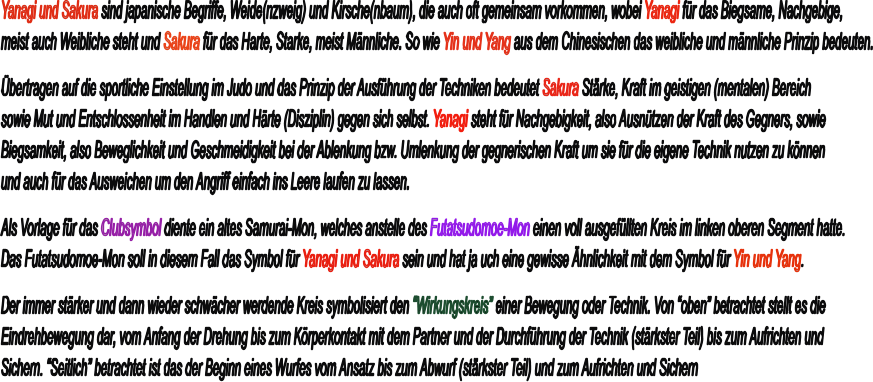 Yanagi und Sakura sind japanische Begriffe, Weide(nzweig) und Kirsche(nbaum), die auch oft gemeinsam vorkommen, wobei Yanagi für das Biegsame, Nachgebige,
meist auch Weibliche steht und Sakura für das Harte, Starke, meist Männliche. So wie Yin und Yang aus dem Chinesischen das weibliche und männliche Prinzip bedeuten.
Übertragen auf die sportliche Einstellung im Judo und das Prinzip der Ausführung der Techniken bedeutet Sakura Stärke, Kraft im geistigen (mentalen) Bereich
sowie Mut und Entschlossenheit im Handlen und Härte (Disziplin) gegen sich selbst. Yanagi steht für Nachgebigkeit, also Ausnützen der Kraft des Gegners, sowie
Biegsamkeit, also Beweglichkeit und Geschmeidigkeit bei der Ablenkung bzw. Umlenkung der gegnerischen Kraft um sie für die eigene Technik nutzen zu können
und auch für das Ausweichen um den Angriff einfach ins Leere laufen zu lassen.
Als Vorlage für das Clubsymbol diente ein altes Samurai-Mon, welches anstelle des Futatsudomoe-Mon einen voll ausgefüllten Kreis im linken oberen Segment hatte.
Das Futatsudomoe-Mon soll in diesem Fall das Symbol für Yanagi und Sakura sein und hat ja uch eine gewisse Ähnlichkeit mit dem Symbol für Yin und Yang.
Der immer stärker und dann wieder schwächer werdende Kreis symbolisiert den "Wirkungskreis" einer Bewegung oder Technik. Von "oben" betrachtet stellt es die
Eindrehbewegung dar, vom Anfang der Drehung bis zum Körperkontakt mit dem Partner und der Durchführung der Technik (stärkster Teil) bis zum Aufrichten und
Sichern. "Seitlich" betrachtet ist das der Beginn eines Wurfes vom Ansatz bis zum Abwurf (stärkster Teil) und zum Aufrichten und Sichern